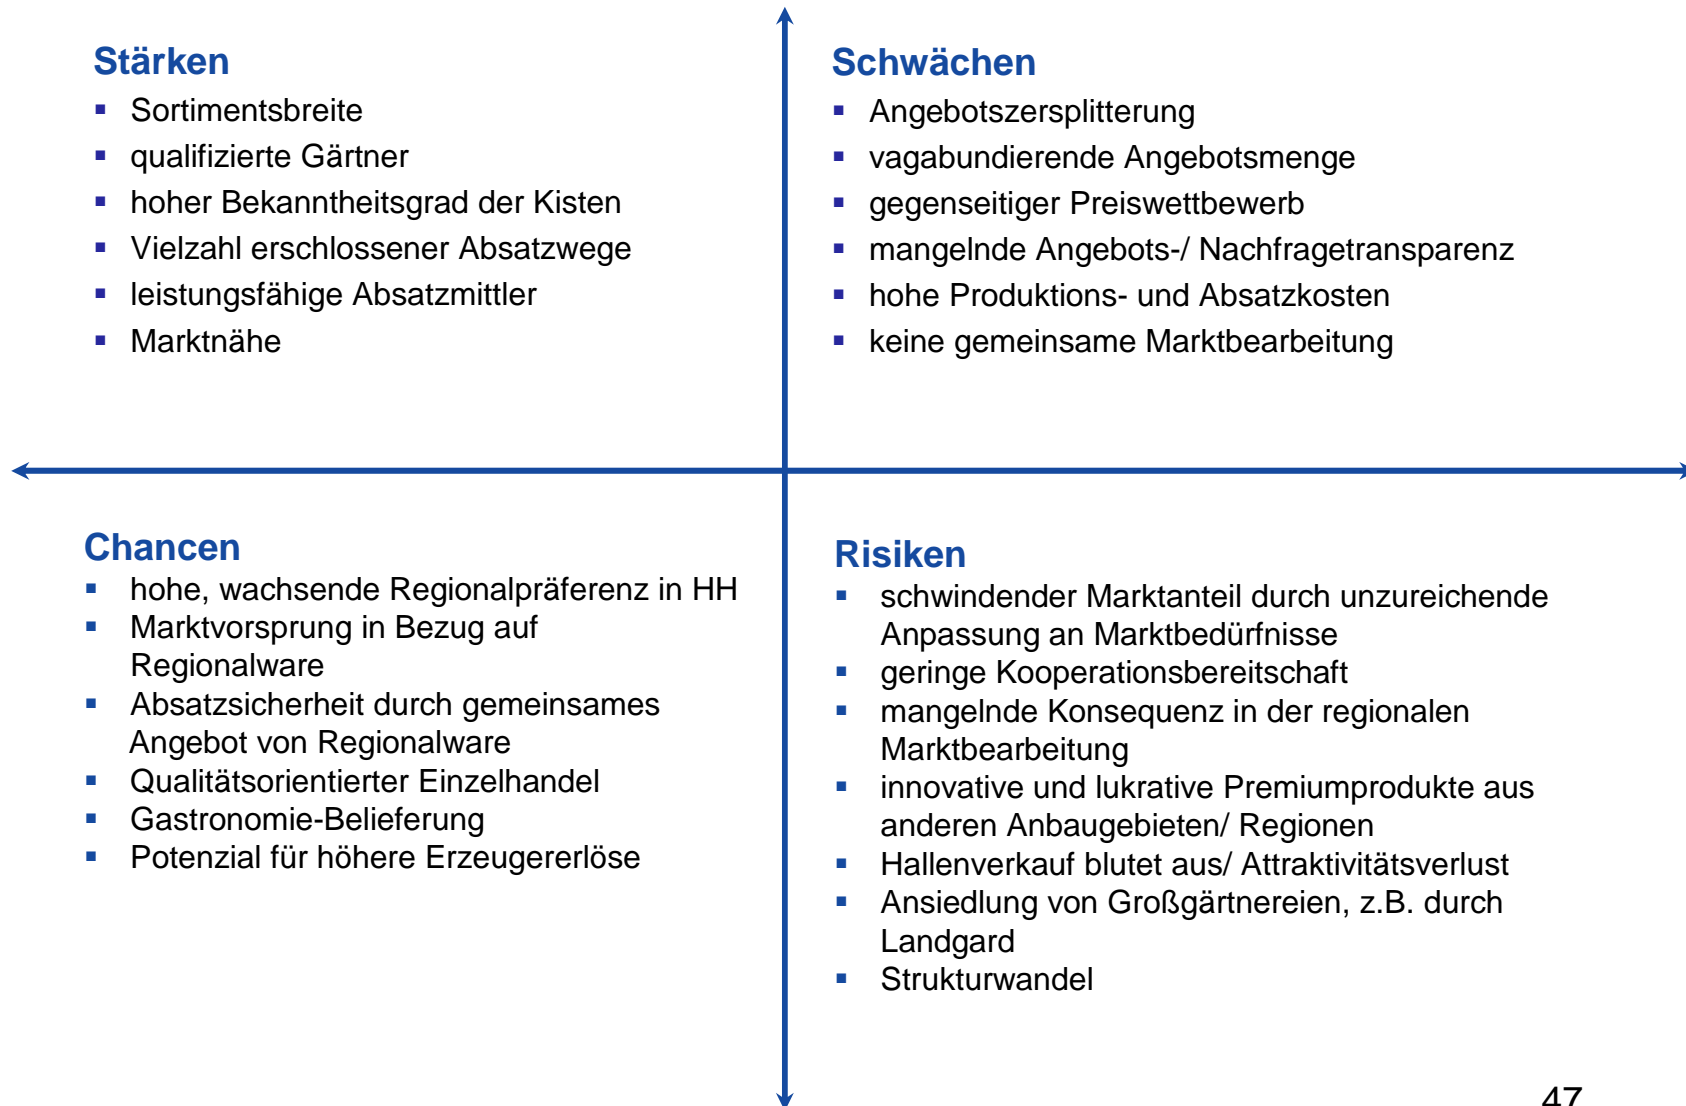 Stärken
▪ Sortimentsbreite
▪ qualifizierte Gärtner
▪ hoher Bekanntheitsgrad der Kisten
▪ Vielzahl erschlossener Absatzwege
▪ leistungsfähige Absatzmittler
▪ Marktnähe
Schwächen
▪ Angebotszersplitterung
▪ vagabundierende Angebotsmenge
▪ gegenseitiger Preiswettbewerb
▪ mangelnde Angebots-/ Nachfragetransparenz
▪ hohe Produktions- und Absatzkosten
▪ keine gemeinsame Marktbearbeitung
Chancen
▪ hohe, wachsende Regionalpräferenz in HH
▪ Marktvorsprung in Bezug auf
Regionalware
▪ Absatzsicherheit durch gemeinsames
Angebot von Regionalware
▪ Qualitätsorientierter Einzelhandel
▪ Gastronomie-Belieferung
▪ Potenzial für höhere Erzeugererlöse
Risiken
▪ schwindender Marktanteil durch unzureichende
Anpassung an Marktbedürfnisse
▪ geringe Kooperationsbereitschaft
▪ mangelnde Konsequenz in der regionalen
Marktbearbeitung
▪ innovative und lukrative Premiumprodukte aus
anderen Anbaugebieten/ Regionen
▪ Hallenverkauf blutet aus/ Attraktivitätsverlust
▪ Ansiedlung von Großgärtnereien, z.B. durch
Landgard
▪ Strukturwandel
47